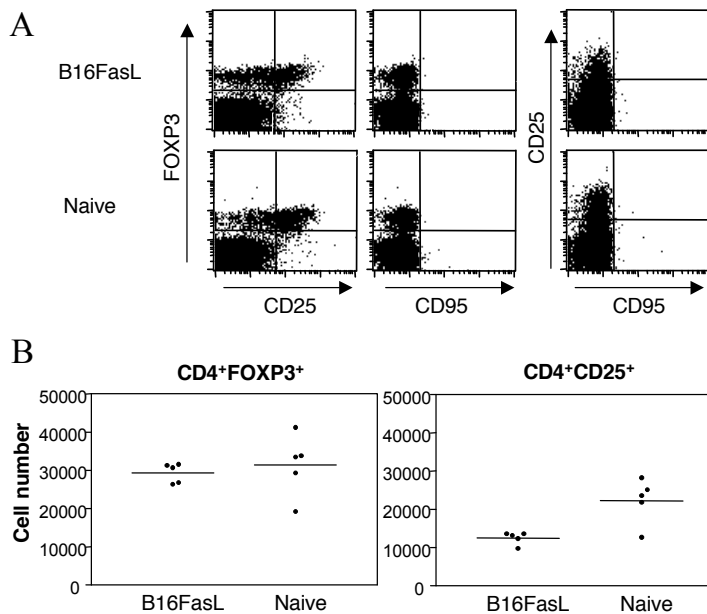 A
B16FasL
FOXP3
CD25
Naive
CD25
CD95
CD95
B
CD4⁺FOXP3⁺
CD4⁺CD25⁺
Cell number
50000
40000
30000
20000
10000
0
B16FasL
Naive
50000
40000
30000
20000
10000
0
B16FasL
Naive